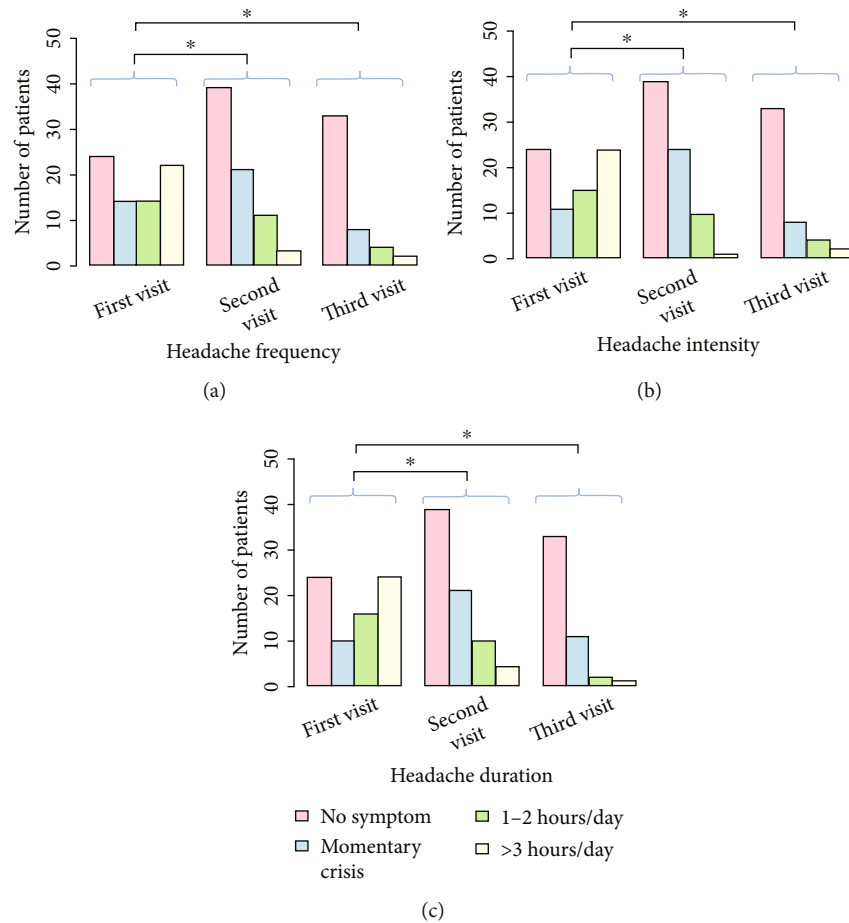 *
*
50
40
30
20
10
0
Number of patients
First visit
Second
visit
Third visit
Headache frequency
(a)
*
*
50
40
30
20
10
0
Number of patients
First visit
Second
visit
Third visit
Headache intensity
(b)
*
*
50
40
30
20
10
0
Number of patients
First visit
Second
visit
Third visit
Headache duration
No symptom
Momentary
crisis
1–2 hours/day
>3 hours/day
(c)